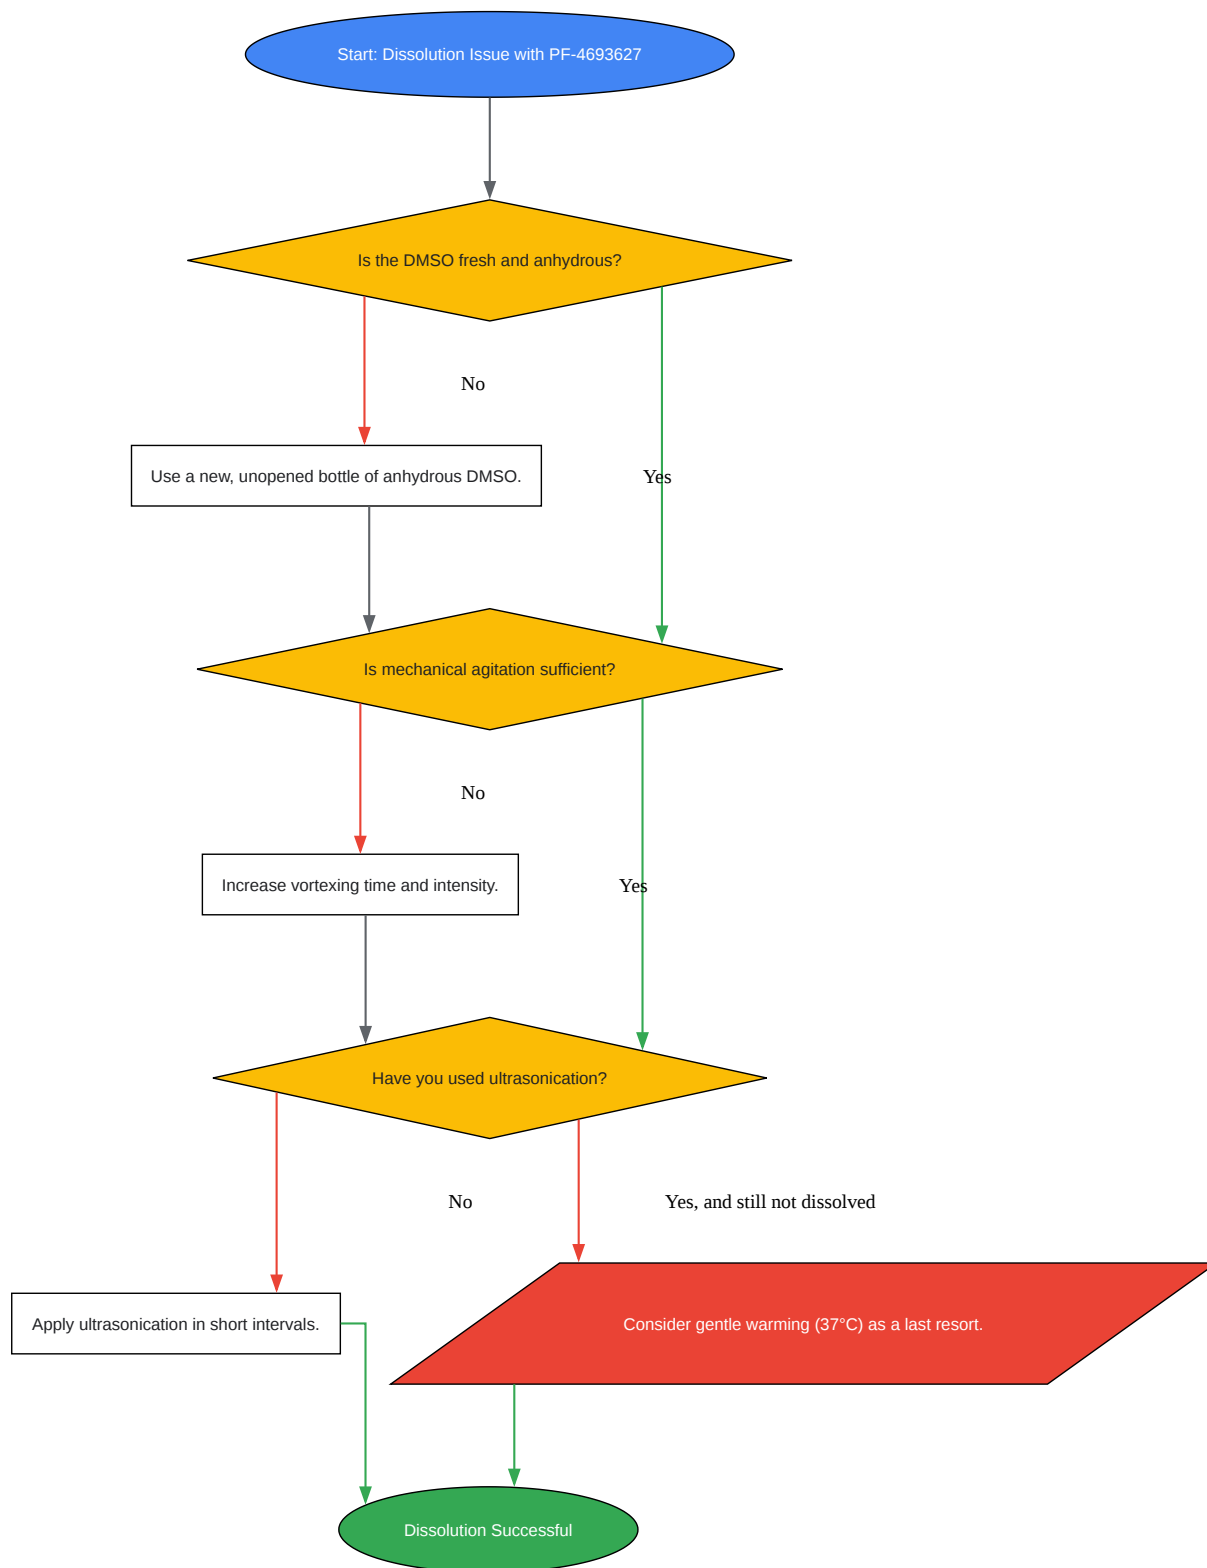 Start: Dissolution Issue with PF-4693627
Is the DMSO fresh and anhydrous?
No
Use a new, unopened bottle of anhydrous DMSO.
Yes
Is mechanical agitation sufficient?
No
Increase vortexing time and intensity.
Yes
Have you used ultrasonication?
No
Yes, and still not dissolved
Apply ultrasonication in short intervals.
Consider gentle warming (37°C) as a last resort.
Dissolution Successful